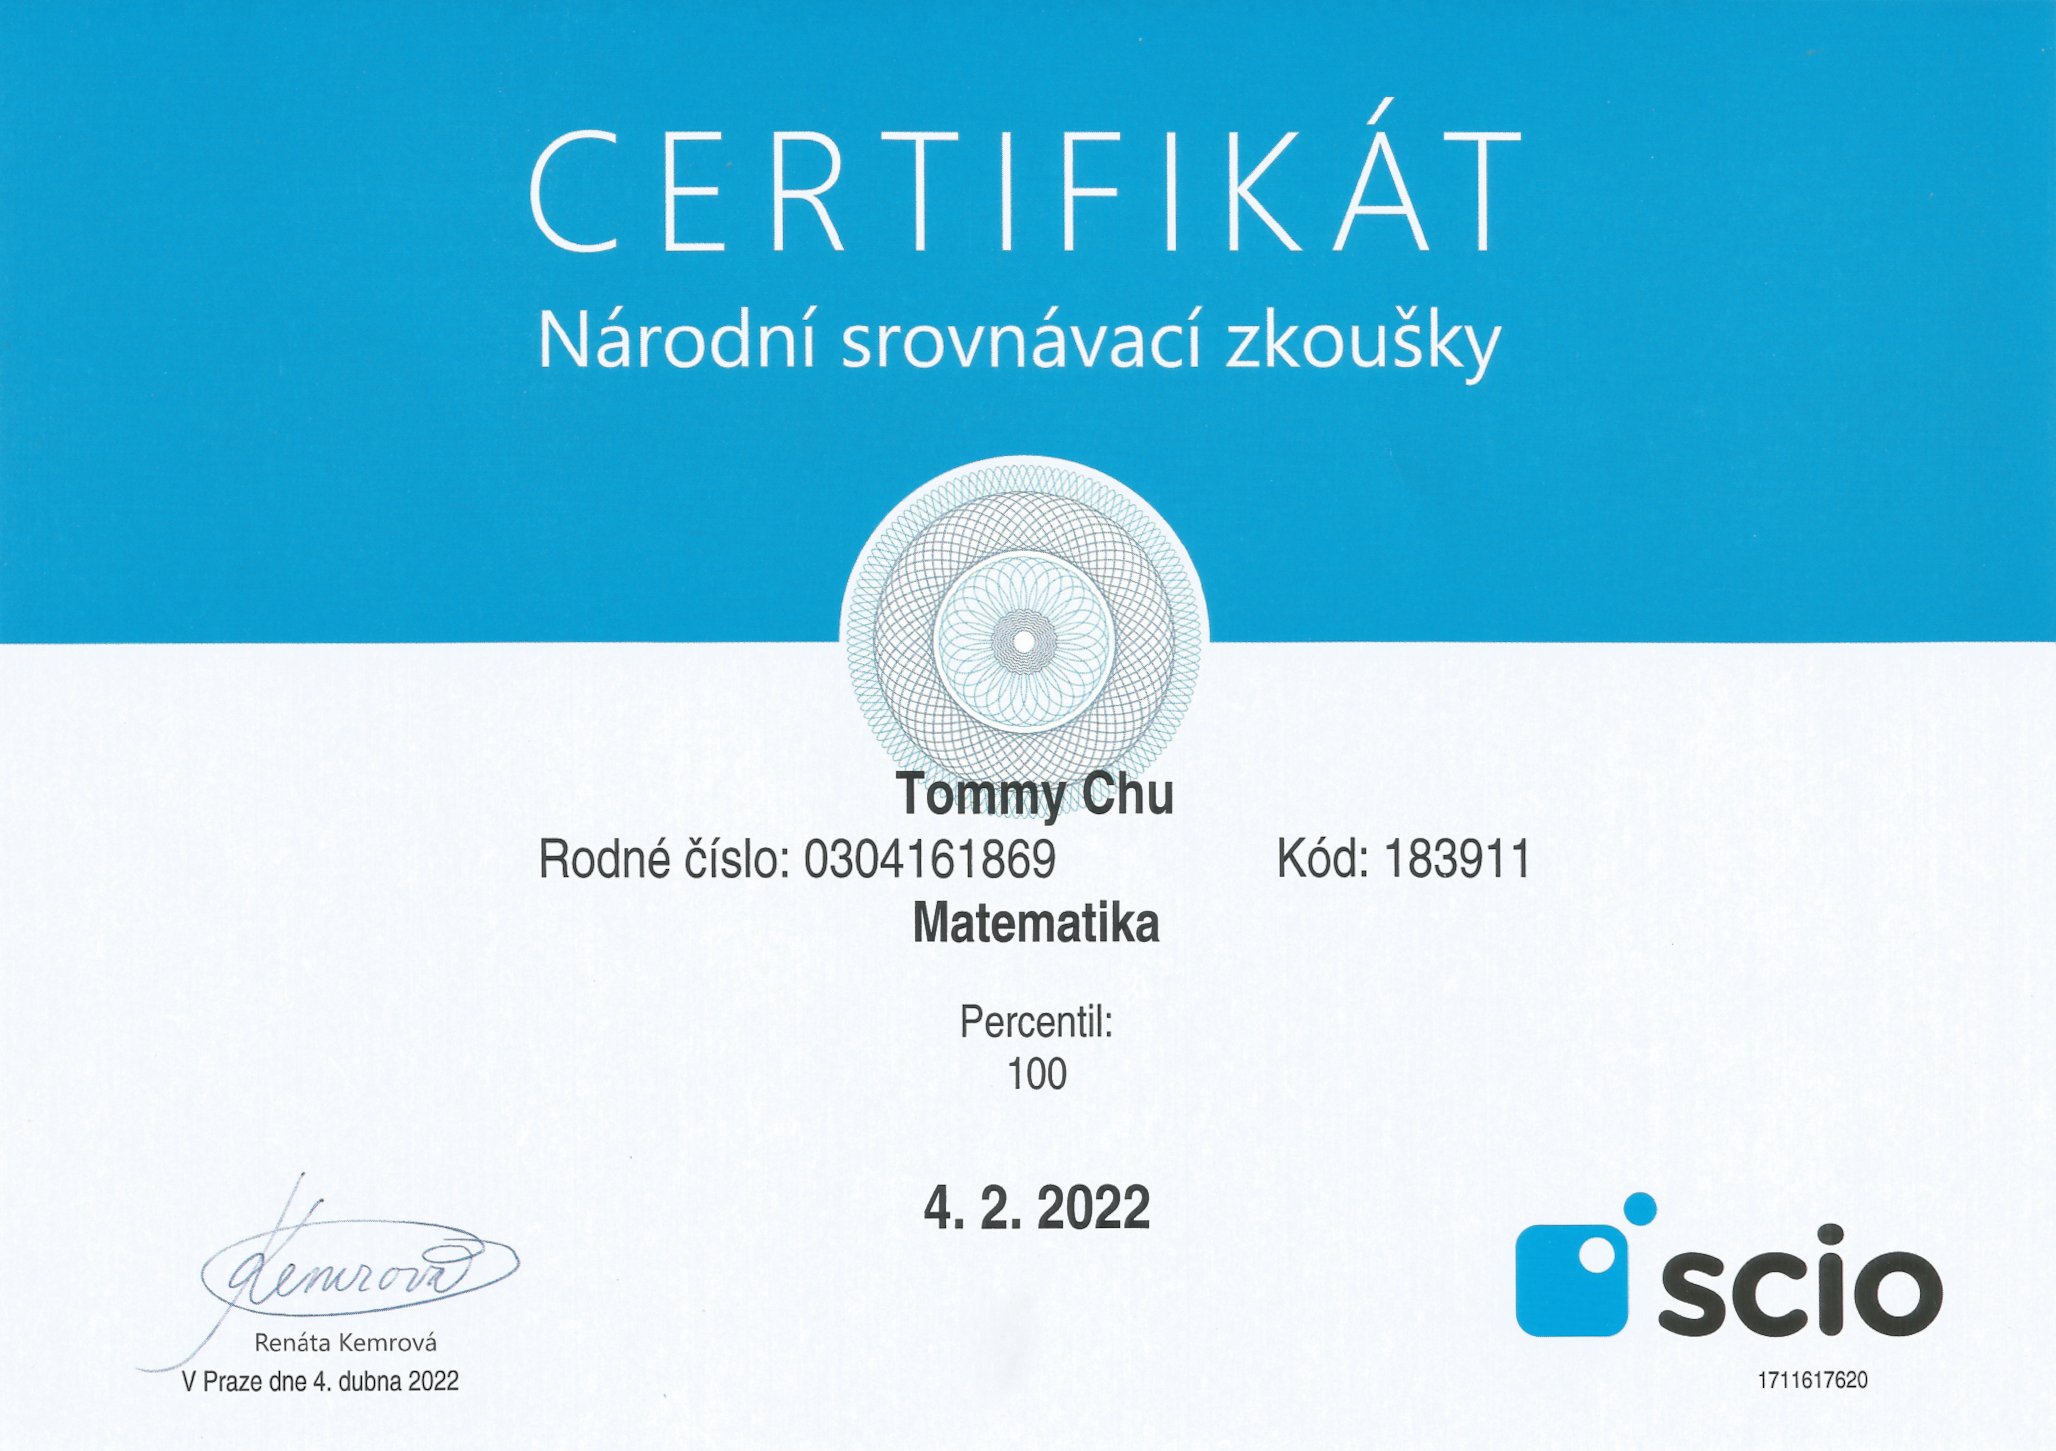 CERTIFIKÁT
Národní srovnávací zkoušky
Tommy Chu
Rodné číslo: 0304161869 Kód: 183911
Matematika
Percentil:
100
4. 2. 2022
Kemrová
Renáta Kemrová
V Praze dne 4. dubna 2022
scio
1711617620